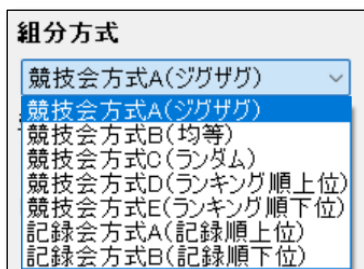 組分方式
競技会方式A(ジグザグ)
競技会方式A(ジグザグ)
競技会方式B(均等)
競技会方式C(ランダム)
競技会方式D(ランキング順上位)
競技会方式E(ランキング順下位)
記録会方式A(記録順上位)
記録会方式B(記録順下位)